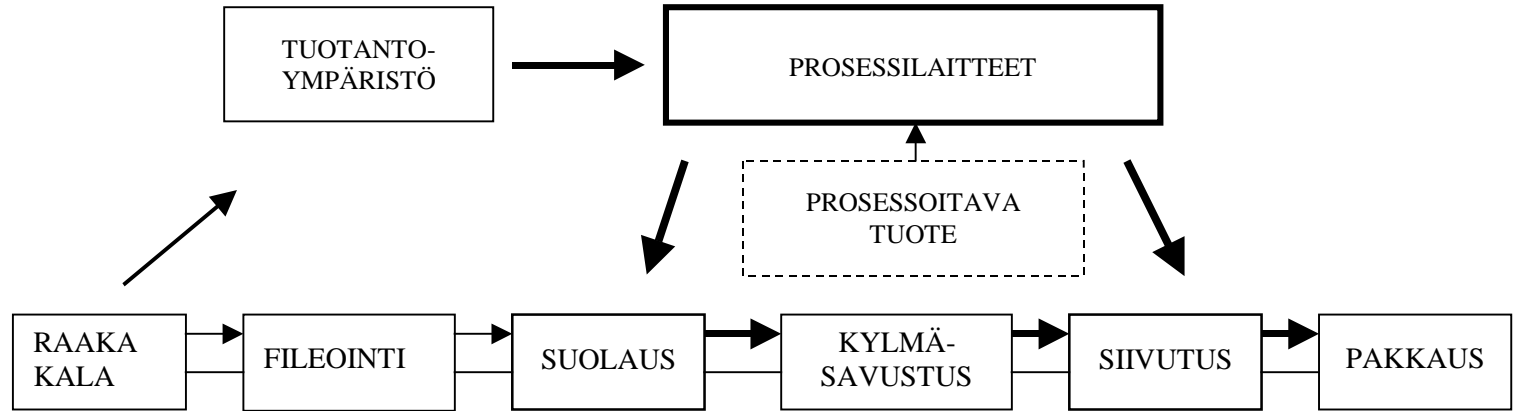 TUOTANTO-
YMPÄRISTÖ
PROSESSILAITTEET
PROSESSOITAVA
TUOTE
RAAKA
KALA
FILEOINTI
SUOLAUS
KYLMÄ-
SAVUSTUS
SIIVUTUS
PAKKAUS